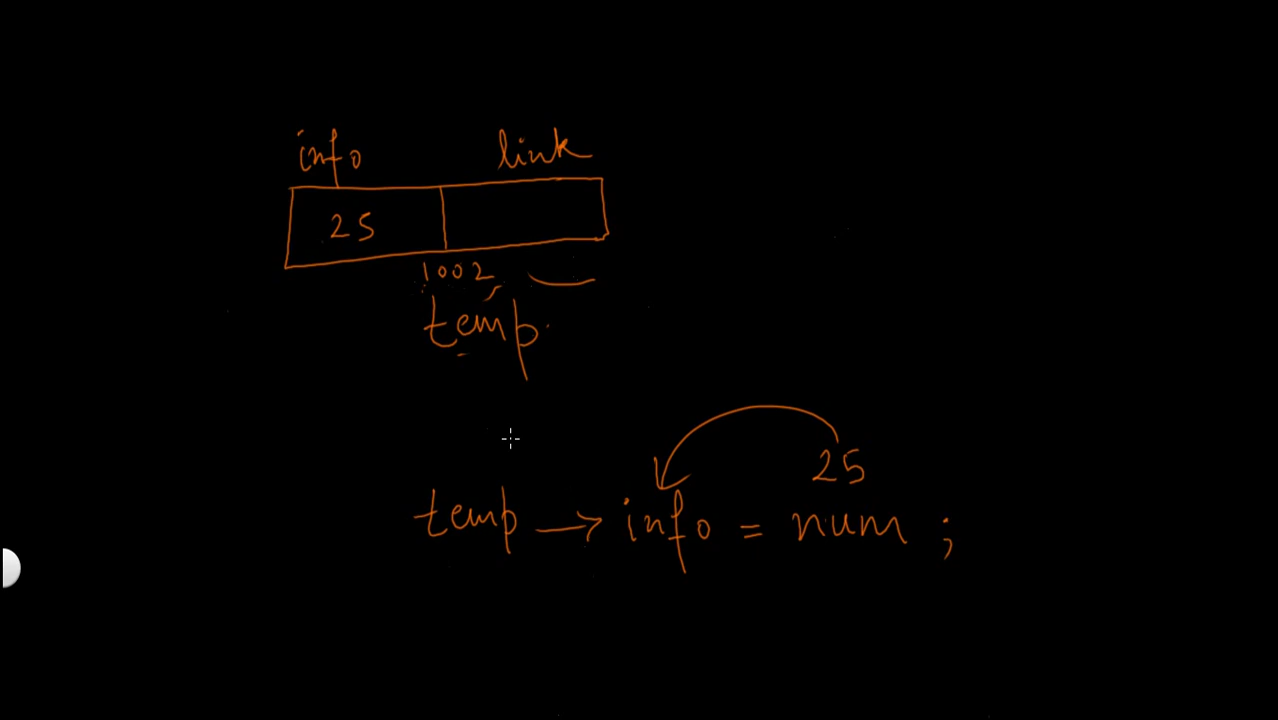 info link
25
1002
temp
25
temp → info = num ;